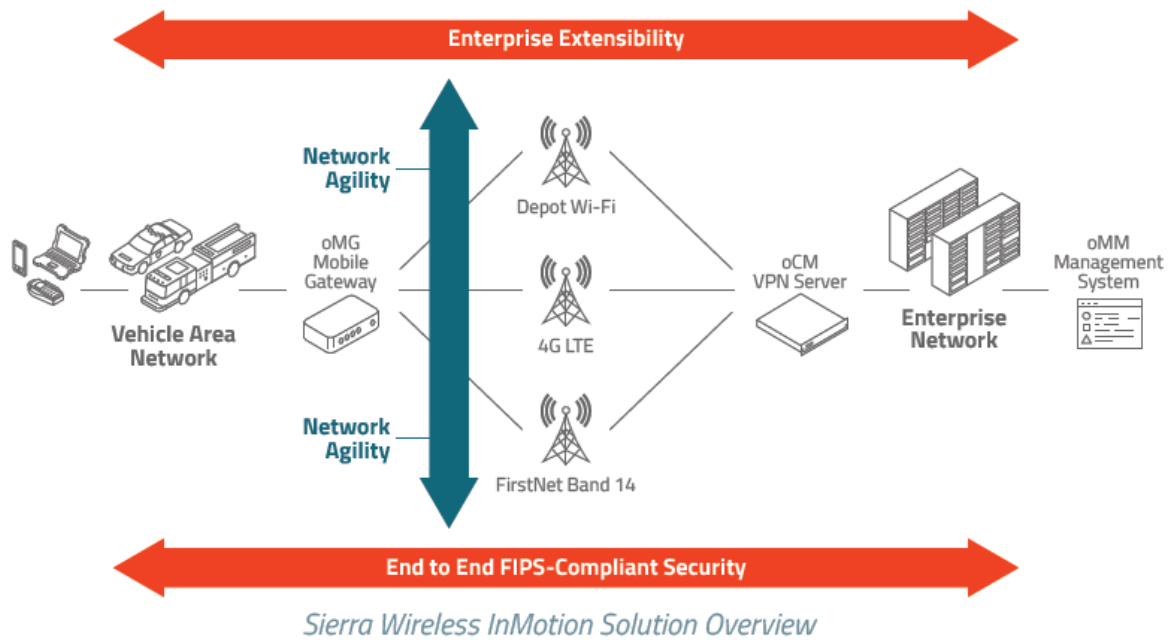 Enterprise Extensibility
Network
Agility
Depot Wi-Fi
oMG
Mobile
Gateway
Vehicle Area
Network
4G LTE
oCM
VPN Server
Enterprise
Network
oMM
Management
System
Network
Agility
FirstNet Band 14
End to End FIPS-Compliant Security
Sierra Wireless InMotion Solution Overview